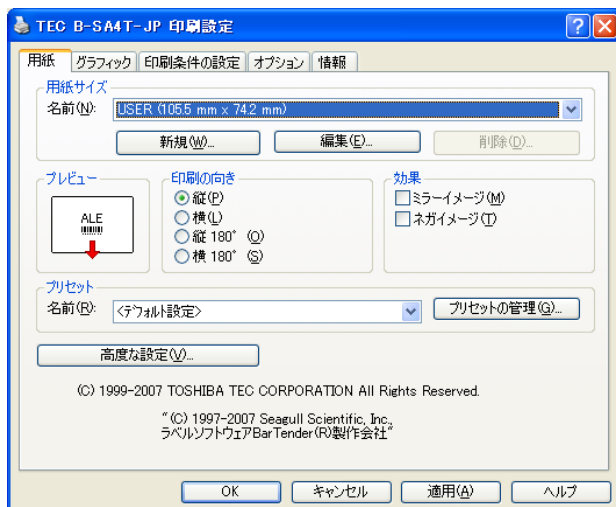 TEC B-SA4T-JP 印刷設定
用紙 グラフィック 印刷条件の設定 オプション 情報
用紙サイズ
名前(N): USER (105.5 mm x 74.2 mm)
新規(W)... 編集(E)... 削除(D)...
プレビュー 印刷の向き 効果
ALE
縦(P) ミラーイメージ(M)
横(L) ネガイメージ(T)
縦 180° (O)
横 180° (S)
プリセット
名前(R): <デフォルト設定> プリセットの管理(G)...
高度な設定(V)...
(C) 1999-2007 TOSHIBA TEC CORPORATION All Rights Reserved.
"(C) 1997-2007 Seagull Scientific, Inc.,
ラベルソフトウェアBarTender(R)製作会社"
OK キャンセル 適用(A) ヘルプ